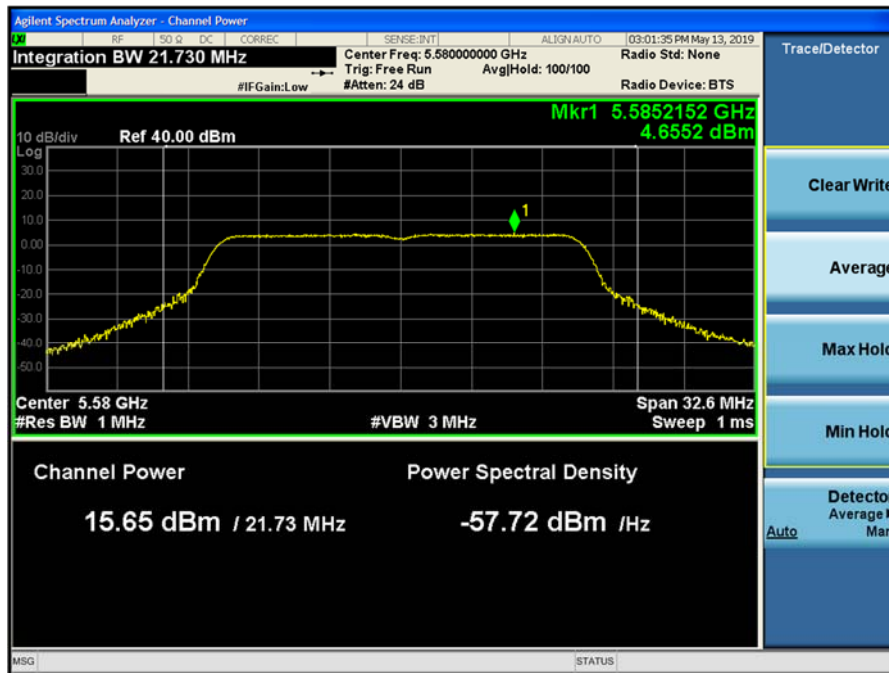 Agilent Spectrum Analyzer - Channel Power
LXI RF 50 Ω DC CORREC SENSE:INT ALIGN AUTO 03:01:35 PM May 13, 2019
Integration BW 21.730 MHz
Center Freq: 5.580000000 GHz
Radio Std: None
Trig: Free Run
Avg|Hold: 100/100
#IFGain:Low
#Atten: 24 dB
Radio Device: BTS
Mkr1 5.5852152 GHz
4.6552 dBm
10 dB/div
Ref 40.00 dBm
Log
30.0
20.0
10.0
0.00
-10.0
-20.0
-30.0
-40.0
-50.0
1
Center 5.58 GHz
Span 32.6 MHz
#Res BW 1 MHz
#VBW 3 MHz
Sweep 1 ms
Channel Power
Power Spectral Density
15.65 dBm / 21.73 MHz
-57.72 dBm /Hz
MSG
STATUS
Trace/Detector
Clear Write
Average
Max Hold
Min Hold
Detector
Average
Auto Man